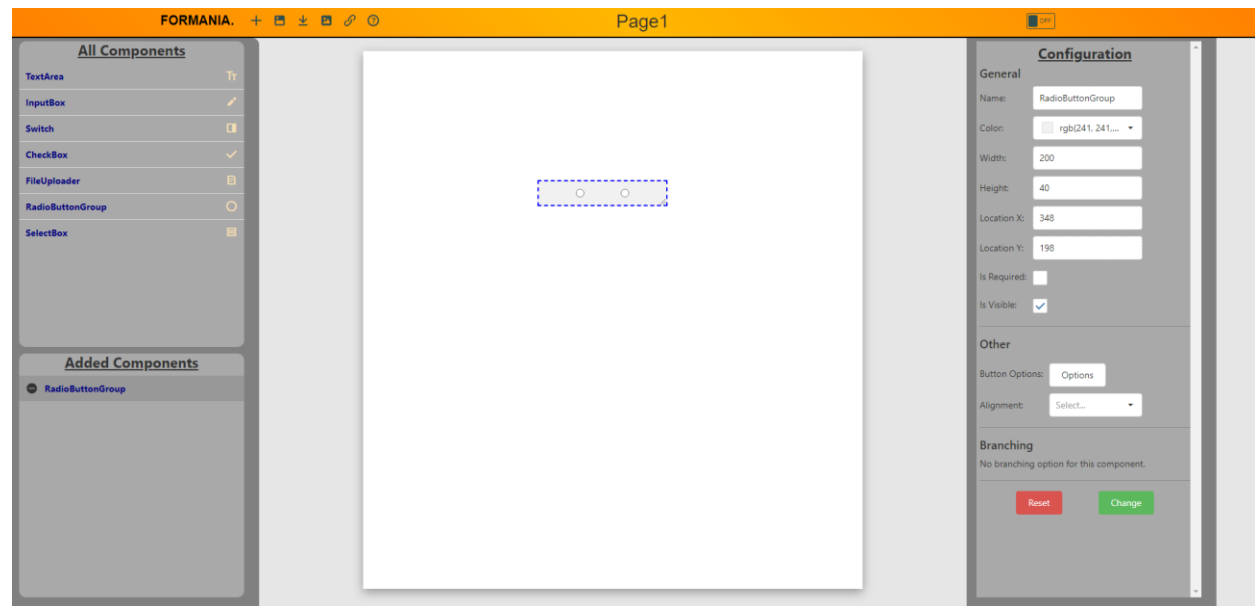 FORMANIA.
Page1
OFF
All Components
TextArea
InputBox
Switch
CheckBox
FileUploader
RadioButtonGroup
SelectBox
Added Components
RadioButtonGroup
Configuration
General
Name: RadioButtonGroup
Color: rgb(241, 241,...
Width: 200
Height: 40
Location X: 348
Location Y: 198
Is Required:
Is Visible:
Other
Button Options: Options
Alignment: Select...
Branching
No branching option for this component.
Reset Change